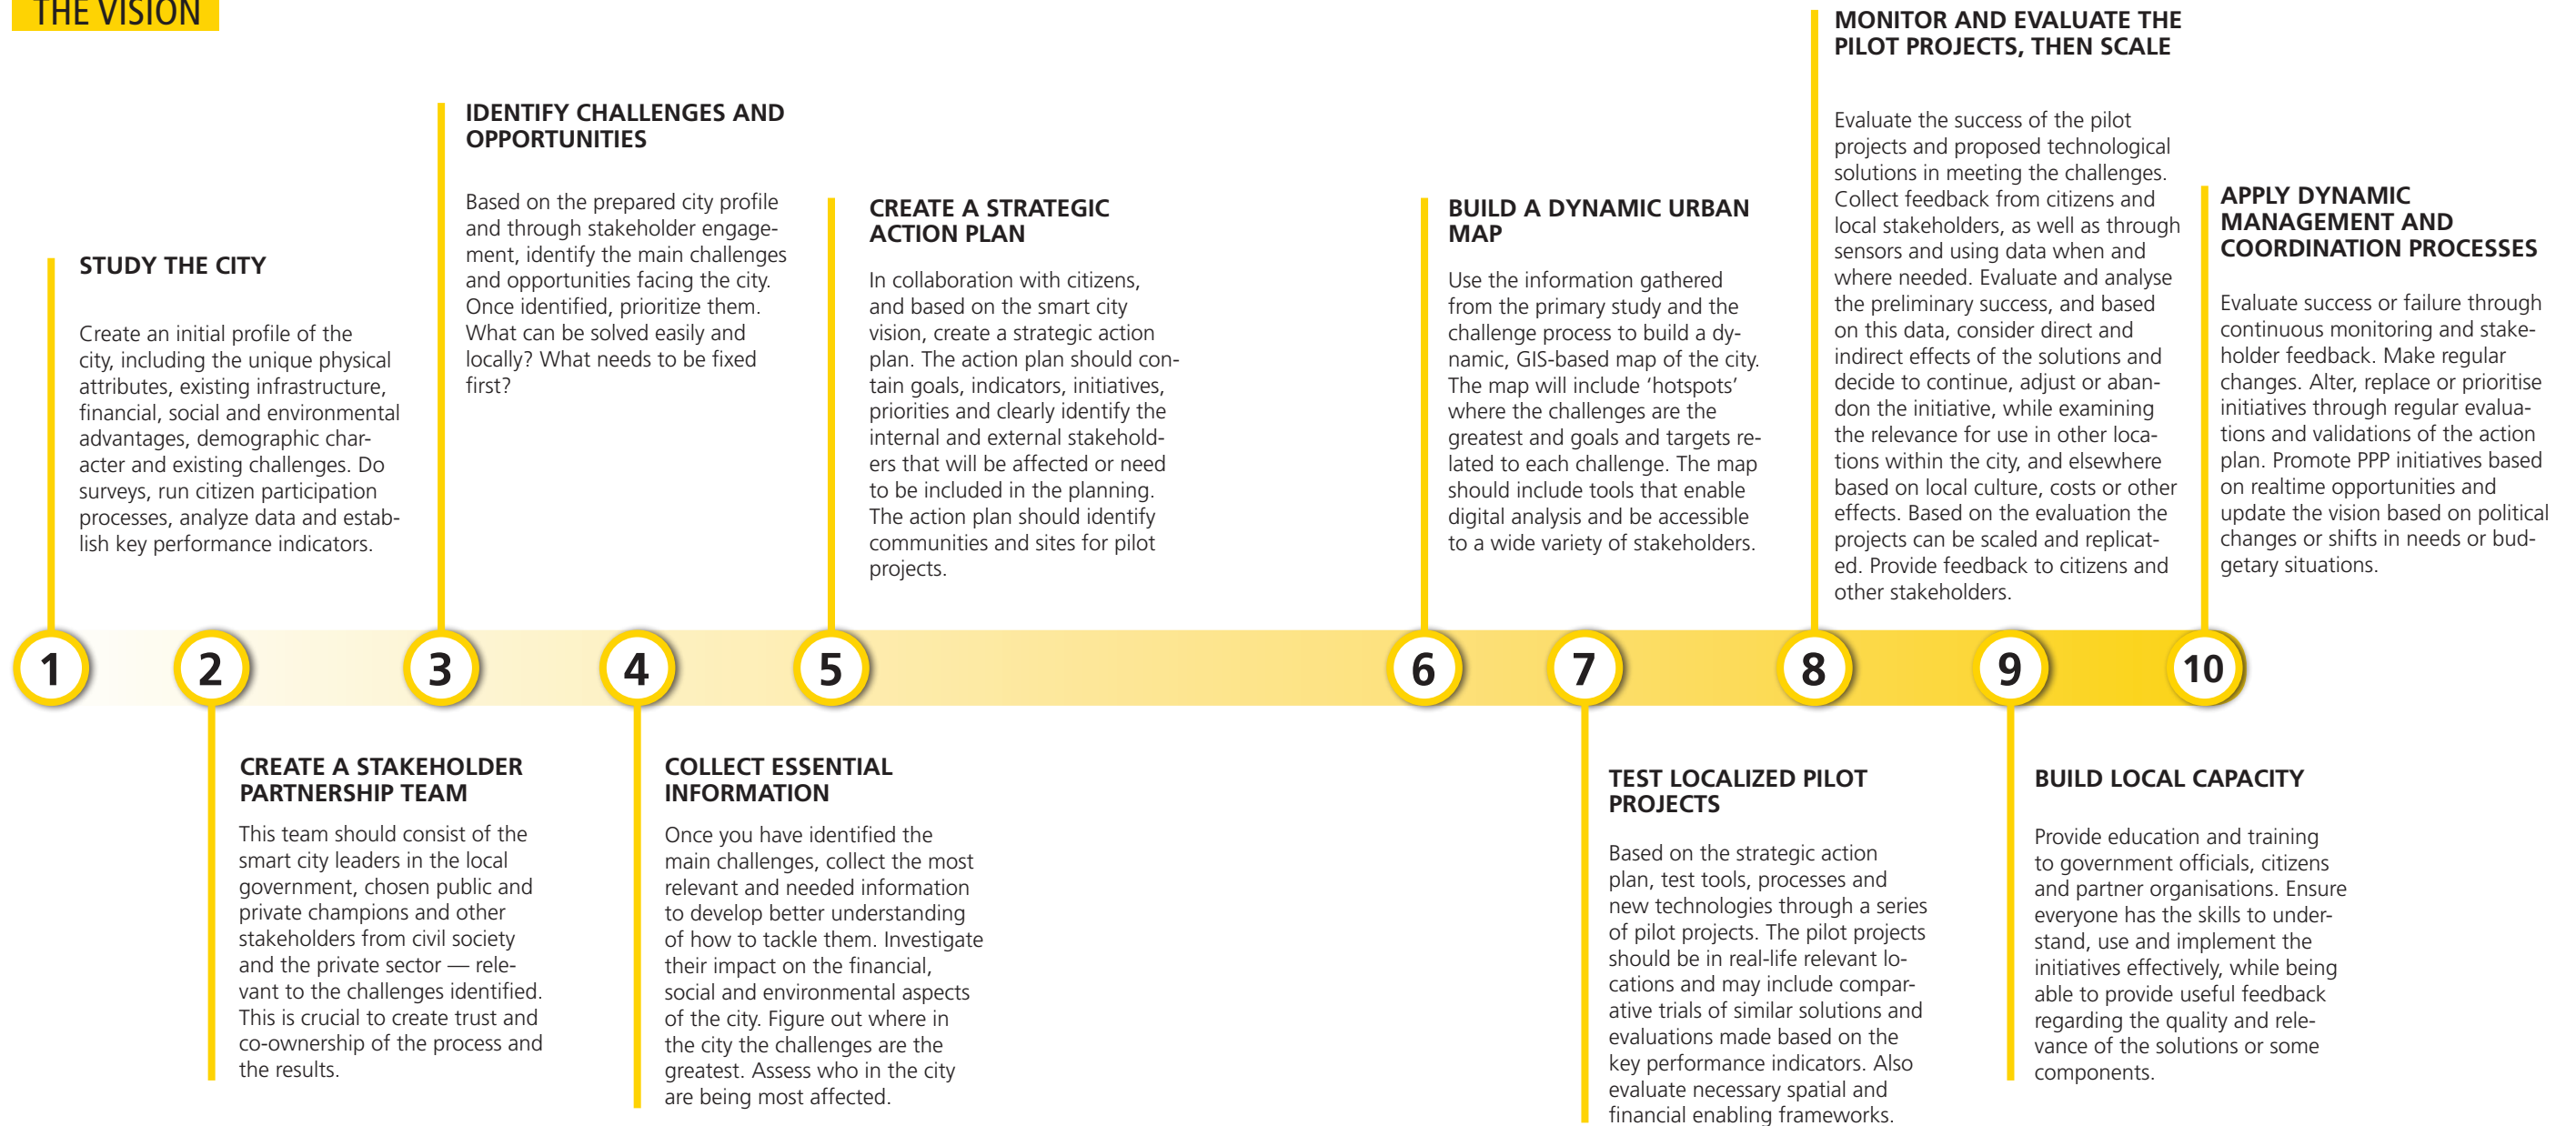 THE VISION
1
STUDY THE CITY
Create an initial profile of the
city, including the unique physical
attributes, existing infrastructure,
financial, social and environmental
advantages, demographic char-
acter and existing challenges. Do
surveys, run citizen participation
processes, analyze data and estab-
lish key performance indicators.
2
CREATE A STAKEHOLDER
PARTNERSHIP TEAM
This team should consist of the
smart city leaders in the local
government, chosen public and
private champions and other
stakeholders from civil society
and the private sector — rele-
vant to the challenges identified.
This is crucial to create trust and
co-ownership of the process and
the results.
3
IDENTIFY CHALLENGES AND
OPPORTUNITIES
Based on the prepared city profile
and through stakeholder engage-
ment, identify the main challenges
and opportunities facing the city.
Once identified, prioritize them.
What can be solved easily and
locally? What needs to be fixed
first?
4
COLLECT ESSENTIAL
INFORMATION
Once you have identified the
main challenges, collect the most
relevant and needed information
to develop better understanding
of how to tackle them. Investigate
their impact on the financial,
social and environmental aspects
of the city. Figure out where in
the city the challenges are the
greatest. Assess who in the city
are being most affected.
5
CREATE A STRATEGIC
ACTION PLAN
In collaboration with citizens,
and based on the smart city
vision, create a strategic action
plan. The action plan should con-
tain goals, indicators, initiatives,
priorities and clearly identify the
internal and external stakehold-
ers that will be affected or need
to be included in the planning.
The action plan should identify
communities and sites for pilot
projects.
6
BUILD A DYNAMIC URBAN
MAP
Use the information gathered
from the primary study and the
challenge process to build a dy-
namic, GIS-based map of the city.
The map will include ‘hotspots’
where the challenges are the
greatest and goals and targets re-
lated to each challenge. The map
should include tools that enable
digital analysis and be accessible
to a wide variety of stakeholders.
7
TEST LOCALIZED PILOT
PROJECTS
Based on the strategic action
plan, test tools, processes and
new technologies through a series
of pilot projects. The pilot projects
should be in real-life relevant lo-
cations and may include compar-
ative trials of similar solutions and
evaluations made based on the
key performance indicators. Also
evaluate necessary spatial and
financial enabling frameworks.
8
MONITOR AND EVALUATE THE
PILOT PROJECTS, THEN SCALE
Evaluate the success of the pilot
projects and proposed technological
solutions in meeting the challenges.
Collect feedback from citizens and
local stakeholders, as well as through
sensors and using data when and
where needed. Evaluate and analyse
the preliminary success, and based
on this data, consider direct and
indirect effects of the solutions and
decide to continue, adjust or aban-
don the initiative, while examining
the relevance for use in other loca-
tions within the city, and elsewhere
based on local culture, costs or other
effects. Based on the evaluation the
projects can be scaled and replicat-
ed. Provide feedback to citizens and
other stakeholders.
9
BUILD LOCAL CAPACITY
Provide education and training
to government officials, citizens
and partner organisations. Ensure
everyone has the skills to under-
stand, use and implement the
initiatives effectively, while being
able to provide useful feedback
regarding the quality and rele-
vance of the solutions or some
components.
10
APPLY DYNAMIC
MANAGEMENT AND
COORDINATION PROCESSES
Evaluate success or failure through
continuous monitoring and stake-
holder feedback. Make regular
changes. Alter, replace or prioritise
initiatives through regular evalua-
tions and validations of the action
plan. Promote PPP initiatives based
on realtime opportunities and
update the vision based on political
changes or shifts in needs or bud-
getary situations.